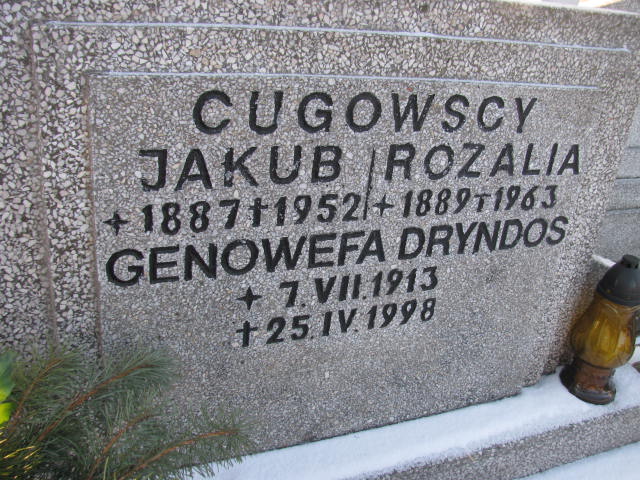 CUGOWSCY
JAKUB | ROZALIA
+ 1887 † 1952 | + 1889 † 1963
GENOWEFA DRYNDOS
+ 7. VII. 1913
† 25. IV. 1998